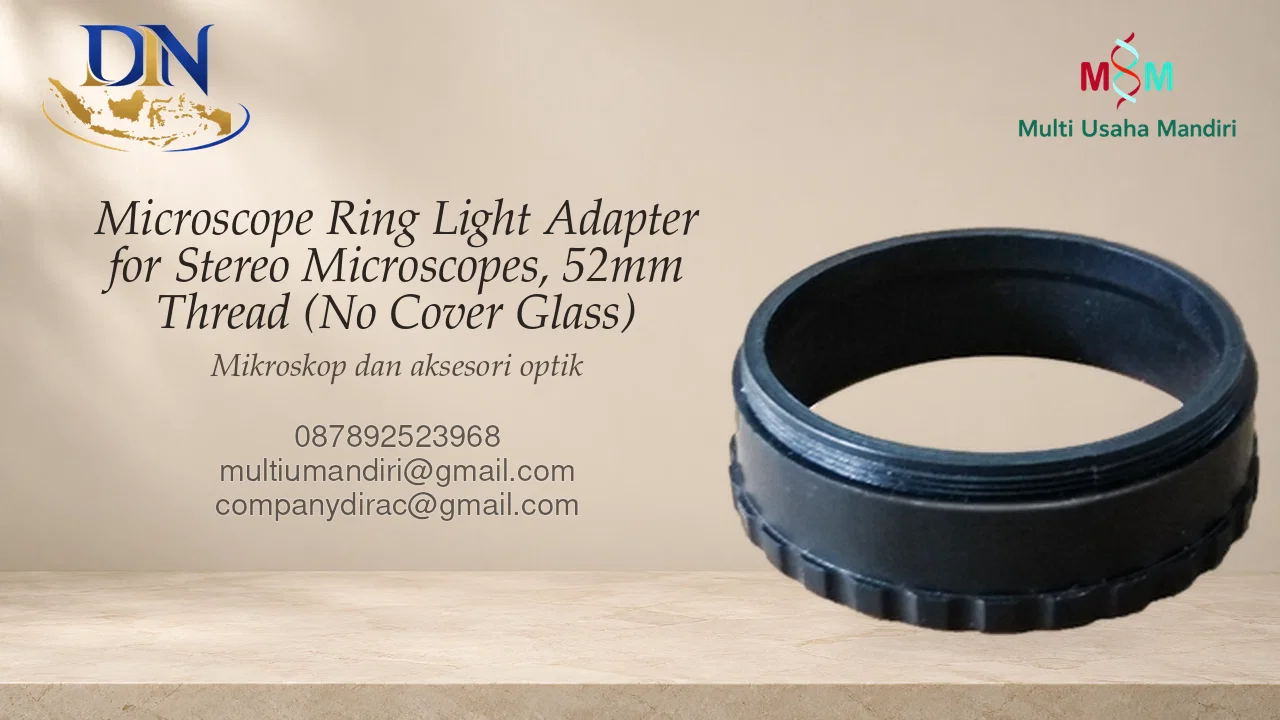 DN
M M
Multi Usaha Mandiri
Microscope Ring Light Adapter
for Stereo Microscopes, 52mm
Thread (No Cover Glass)
Mikroskop dan aksesori optik
087892523968
multiumandiri@gmail.com
companydirac@gmail.com